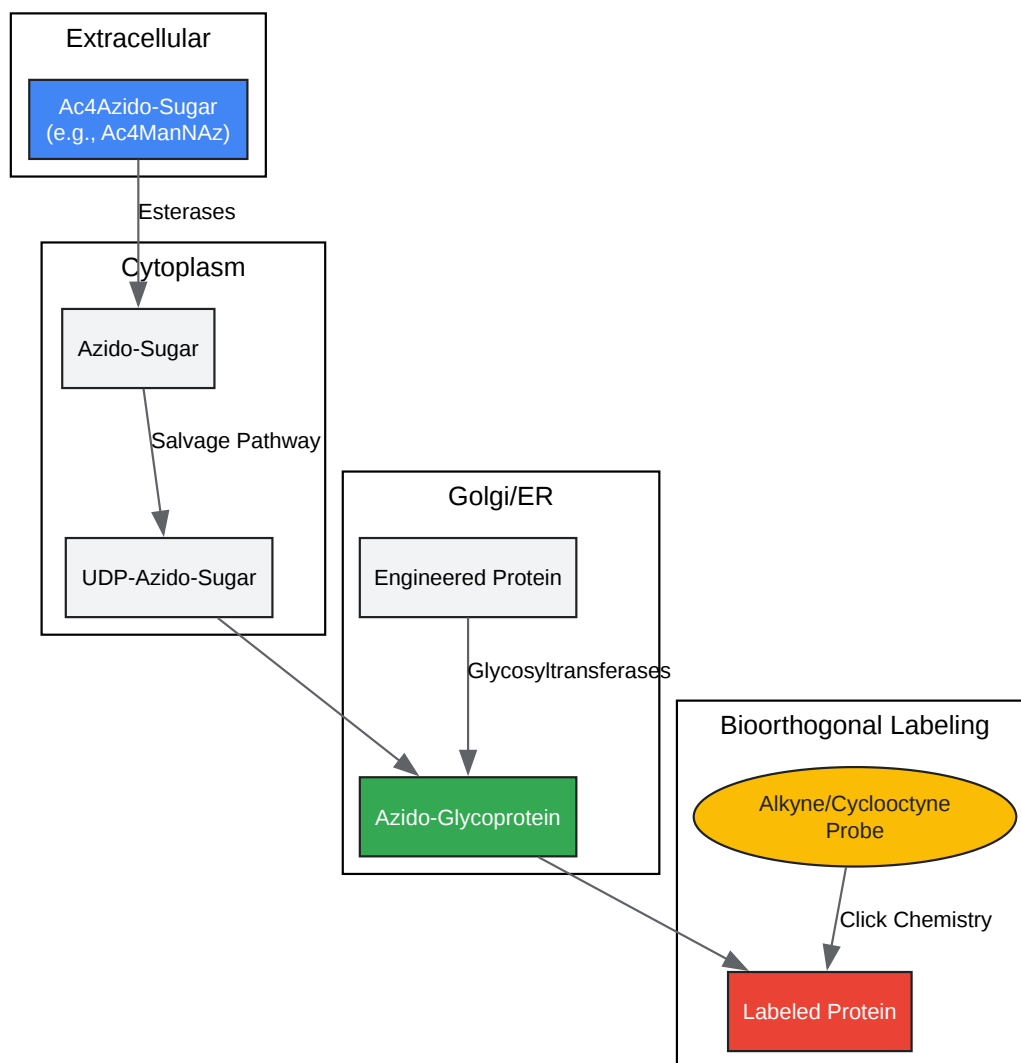 Extracellular
Ac4Azido-Sugar
(e.g., Ac4ManNAz)
Esterases
Cytoplasm
Azido-Sugar
Salvage Pathway
UDP-Azido-Sugar
Golgi/ER
Engineered Protein
Glycosyltransferases
Azido-Glycoprotein
Bioorthogonal Labeling
Alkyne/Cyclooctyne
Probe
Click Chemistry
Labeled Protein